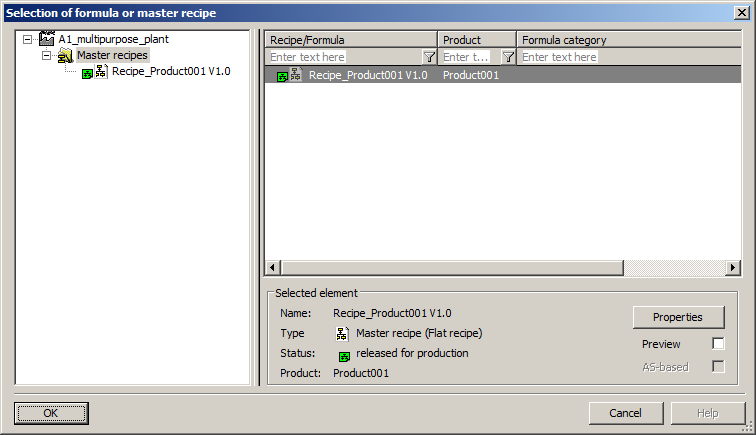 Selection of formula or master recipe
A1_multipurpose_plant
Master recipes
Recipe_Product001 V1.0
Recipe/Formula Product Formula category
Enter text here Enter t... Enter text here
Recipe_Product001 V1.0 Product001
Selected element
Name: Recipe_Product001 V1.0
Properties
Type Master recipe (Flat recipe)
Preview
Status: released for production
AS-based
Product: Product001
OK Cancel Help